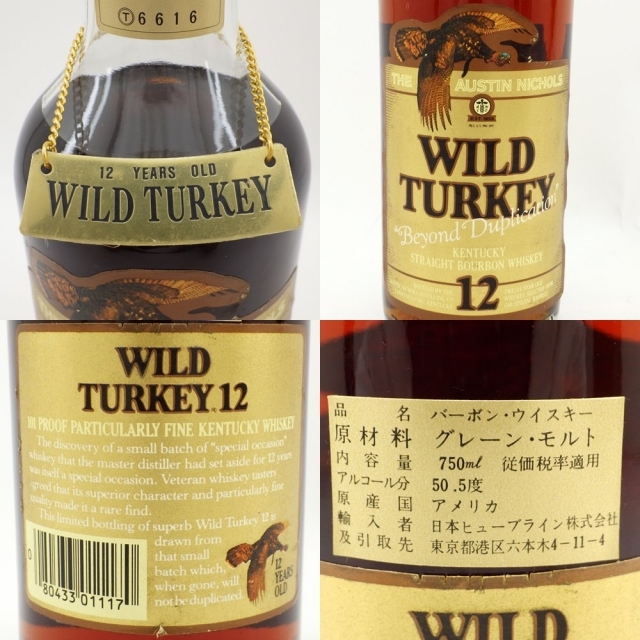 Ⓣ6616
12 YEARS OLD
WILD TURKEY
THE AUSTIN NICHOLS
WILD
TURKEY
"Beyond Duplication"
KENTUCKY
STRAIGHT BOURBON WHISKEY
12
WILD
TURKEY 12
101 PROOF PARTICULARLY FINE KENTUCKY WHISKEY
The discovery of a small batch of "special occasion"
whiskey that the master distiller had set aside for 12 years
was itself a special occasion. Veteran whiskey tasters
agreed that its superior character and particularly fine
quality made it a rare find.
This limited bottling of superb Wild Turkey 12 is
drawn from
that small
batch which,
when gone, will
not be duplicated.
12
YEARS
OLD
0 80433 01117
品名 バーボン・ウイスキー
原材料 グレーン・モルト
内容量 750ml 従価税率適用
アルコール分 50.5度
原産国 アメリカ
輸入者 日本ヒューブライン株式会社
及引取先 東京都港区六本木4-11-4
WILD